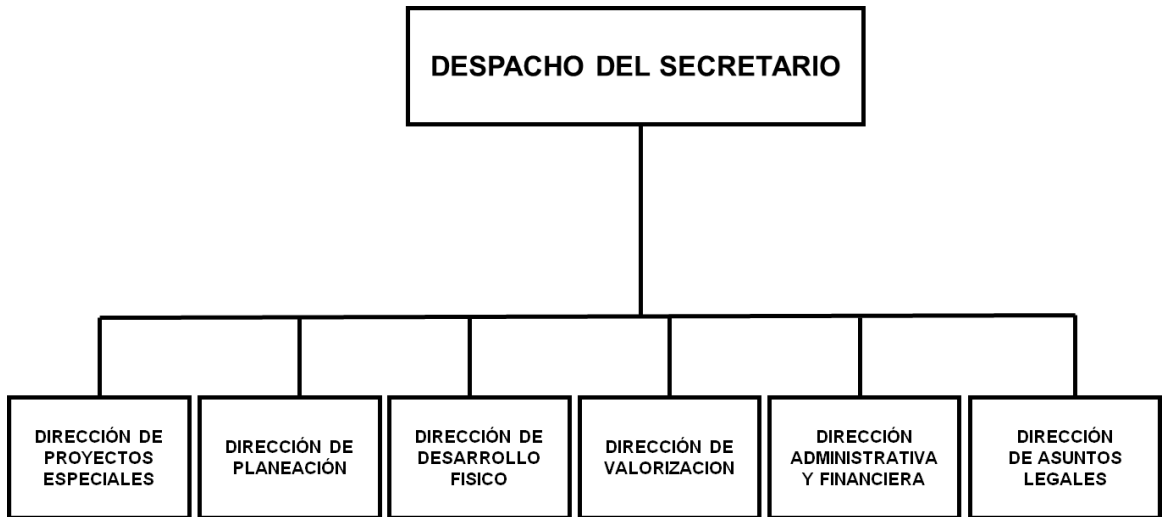 DESPACHO DEL SECRETARIO
DIRECCIÓN DE
PROYECTOS
ESPECIALES
DIRECCIÓN DE
PLANEACIÓN
DIRECCIÓN DE
DESARROLLO
FISICO
DIRECCIÓN DE
VALORIZACION
DIRECCIÓN
ADMINISTRATIVA
Y FINANCIERA
DIRECCIÓN
DE ASUNTOS
LEGALES